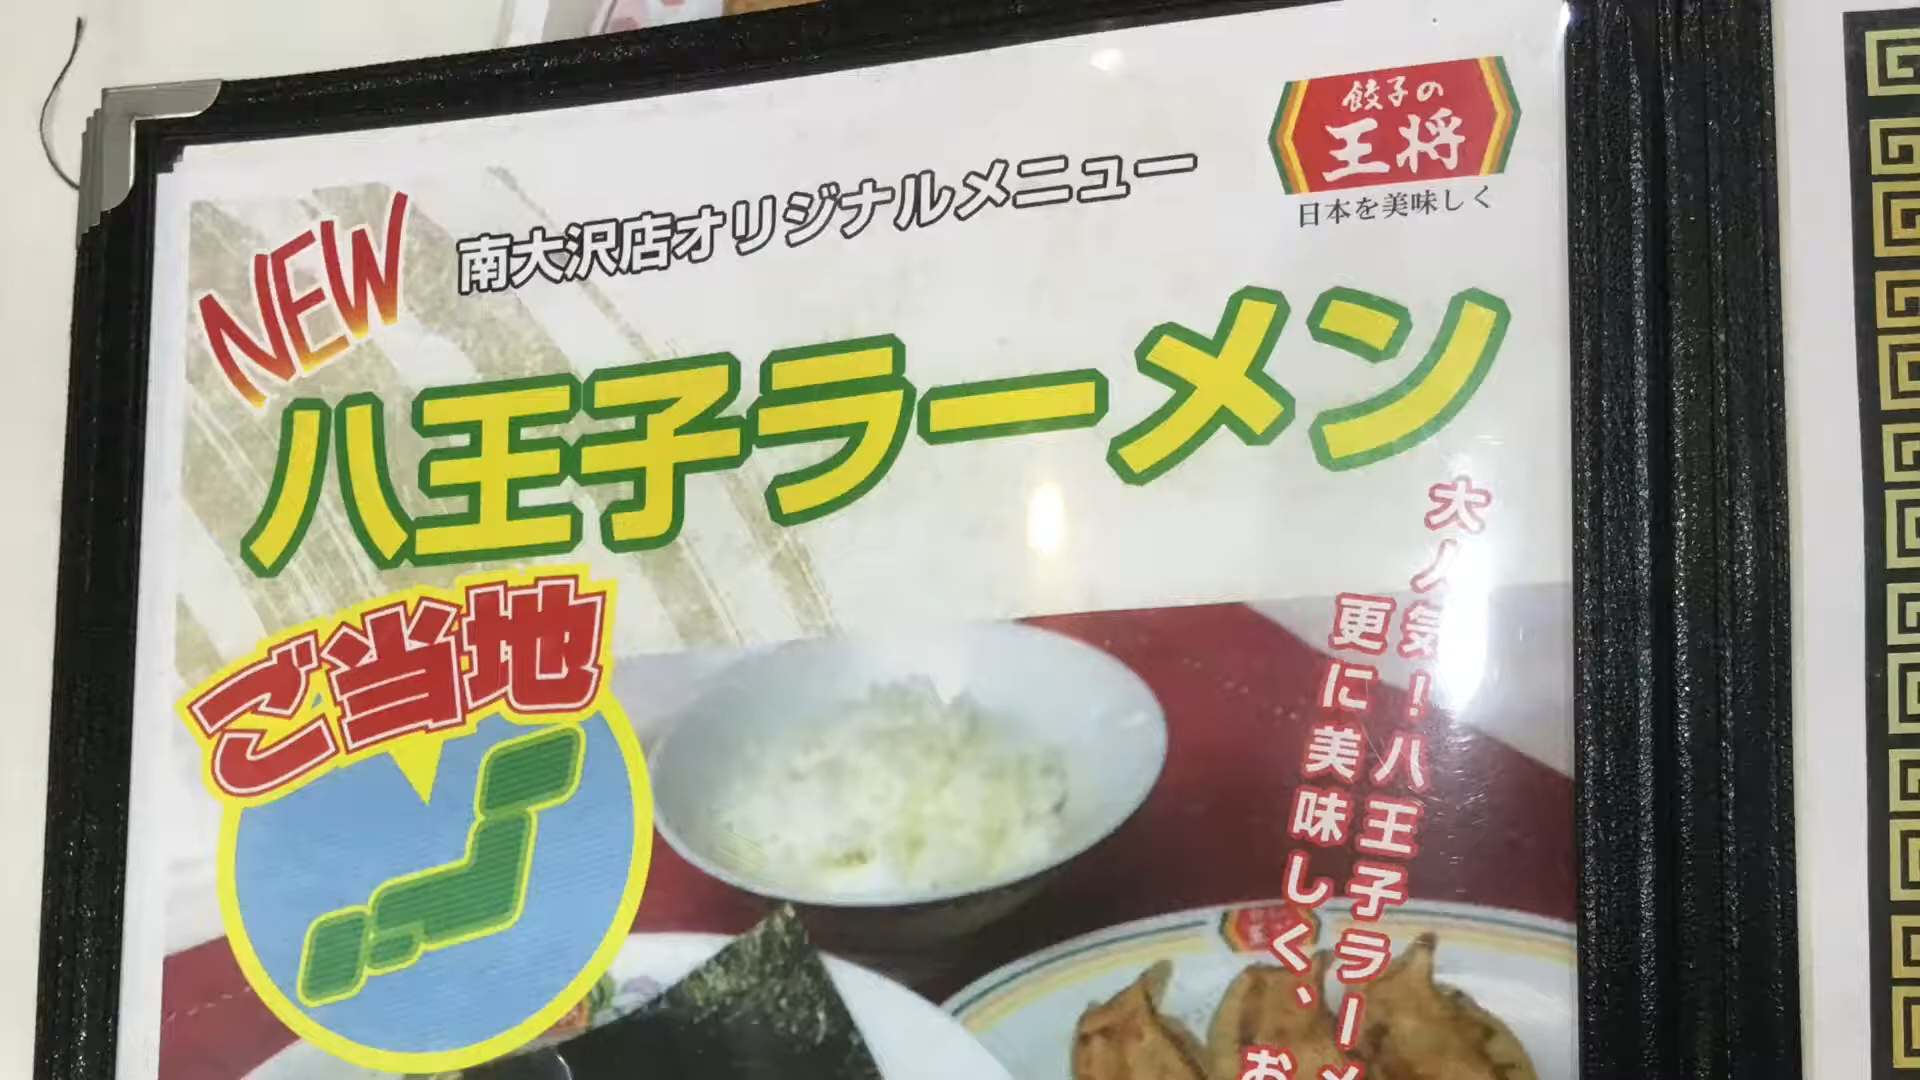 餃子の
王将
日本を美味しく
NEW
南大沢店オリジナルメニュー
八王子ラーメン
ご当地
大人気！八王子ラーメ
更に美味しく、お